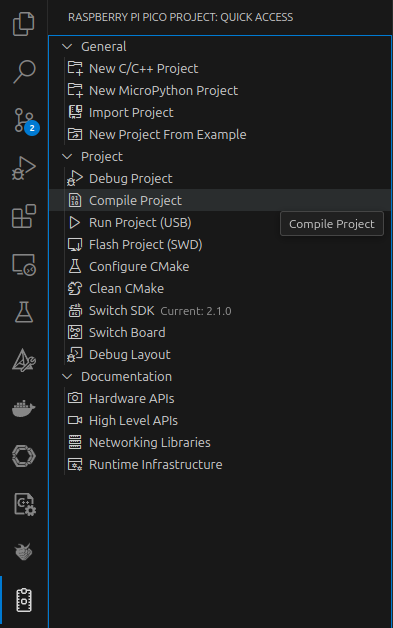 RASPBERRY PI PICO PROJECT: QUICK ACCESS
General
New C/C++ Project
New MicroPython Project
Import Project
New Project From Example
Project
Debug Project
Compile Project
Run Project (USB)
Compile Project
Flash Project (SWD)
Configure CMake
Clean CMake
Switch SDK Current: 2.1.0
Switch Board
Debug Layout
Documentation
Hardware APIs
High Level APIs
Networking Libraries
Runtime Infrastructure
2